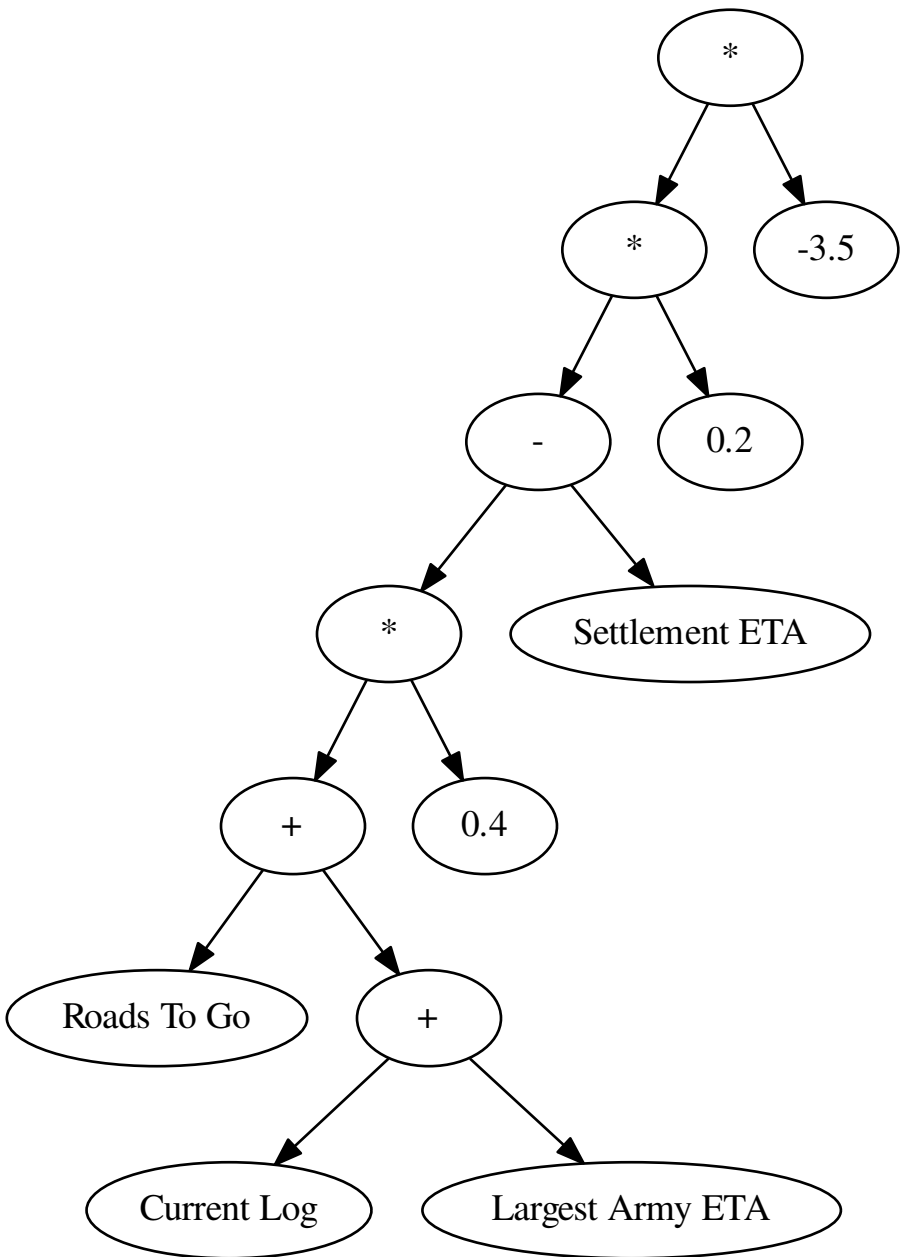 *
*
-3.5
-
0.2
*
Settlement ETA
+
0.4
Roads To Go
+
Current Log
Largest Army ETA